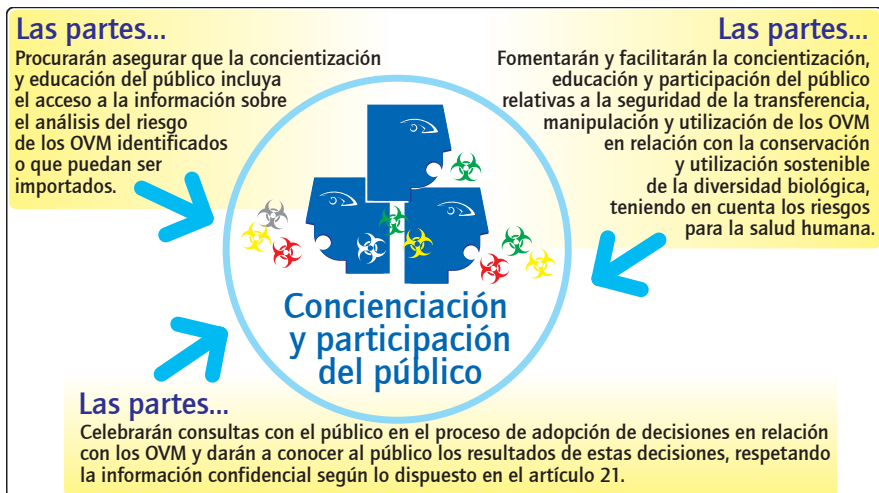 Las partes...
Procurarán asegurar que la concientización
y educación del público incluya
el acceso a la información sobre
el análisis del riesgo
de los OVM identificados
o que puedan ser
importados.
Las partes...
Fomentarán y facilitarán la concientización,
educación y participación del público
relativas a la seguridad de la transferencia,
manipulación y utilización de los OVM
en relación con la conservación
y utilización sostenible
de la diversidad biológica,
teniendo en cuenta los riesgos
para la salud humana.
Concienciación
y participación
del público
Las partes...
Celebrarán consultas con el público en el proceso de adopción de decisiones en relación
con los OVM y darán a conocer al público los resultados de estas decisiones, respetando
la información confidencial según lo dispuesto en el artículo 21.